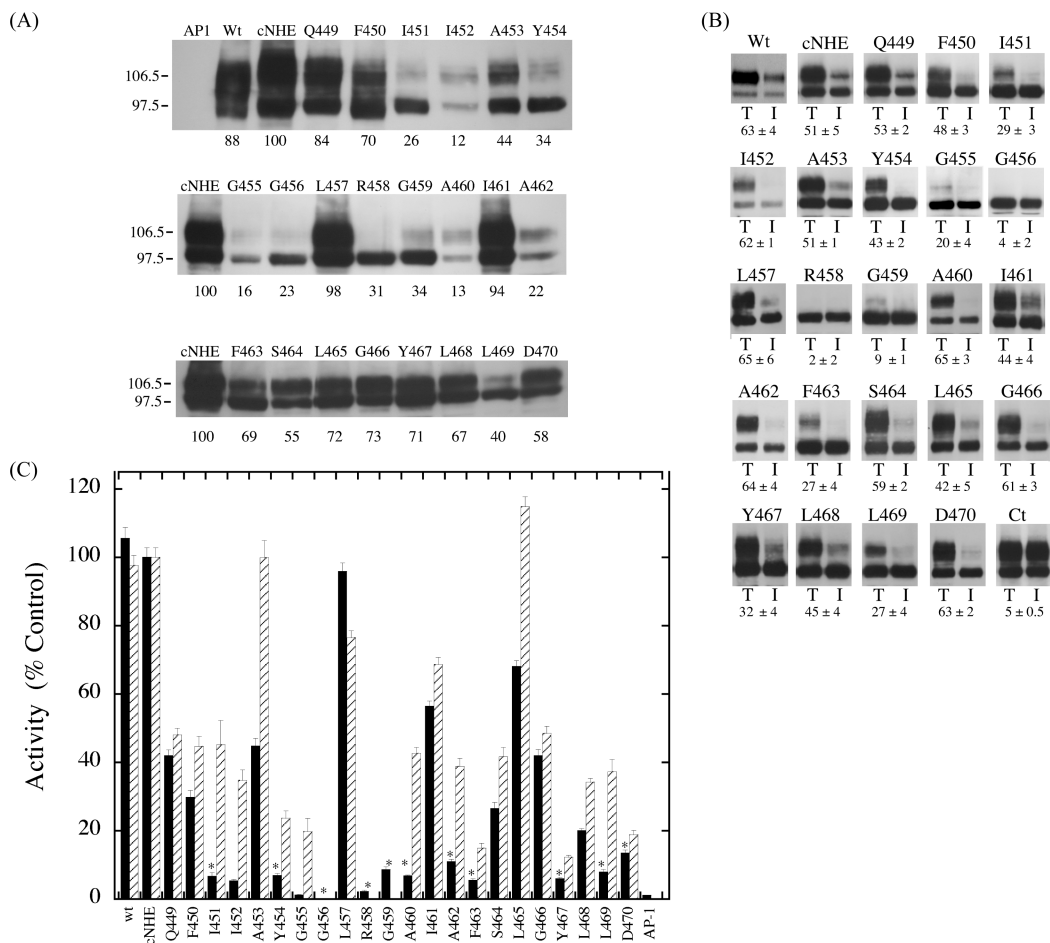 (A)
AP1 Wt cNHE Q449 F450 I451 I452 A453 Y454
106.5
97.5
88 100 84 70 26 12 44 34
cNHE G455 G456 L457 R458 G459 A460 I461 A462
106.5
97.5
100 16 23 98 31 34 13 94 22
cNHE F463 S464 L465 G466 Y467 L468 L469 D470
106.5
97.5
100 69 55 72 73 71 67 40 58
(B)
Wt cNHE Q449 F450 I451
T I T I T I T I T I
63 ± 4 51 ± 5 53 ± 2 48 ± 3 29 ± 3
I452 A453 Y454 G455 G456
T I T I T I T I T I
62 ± 1 51 ± 1 43 ± 2 20 ± 4 4 ± 2
L457 R458 G459 A460 I461
T I T I T I T I T I
65 ± 6 2 ± 2 9 ± 1 65 ± 3 44 ± 4
A462 F463 S464 L465 G466
T I T I T I T I T I
64 ± 4 27 ± 4 59 ± 2 42 ± 5 61 ± 3
Y467 L468 L469 D470 Ct
T I T I T I T I T I
32 ± 4 45 ± 4 27 ± 4 63 ± 2 5 ± 0.5
(C)
Activity (% Control)
120
100
80
60
40
20
0
* * * * * * * * * * *
wt cNHE Q449 F450 I451 I452 A453 Y454 G455 G456 L457 R458 G459 A460 I461 A462 F463 S464 L465 G466 Y467 L468 L469 D470 AP-1